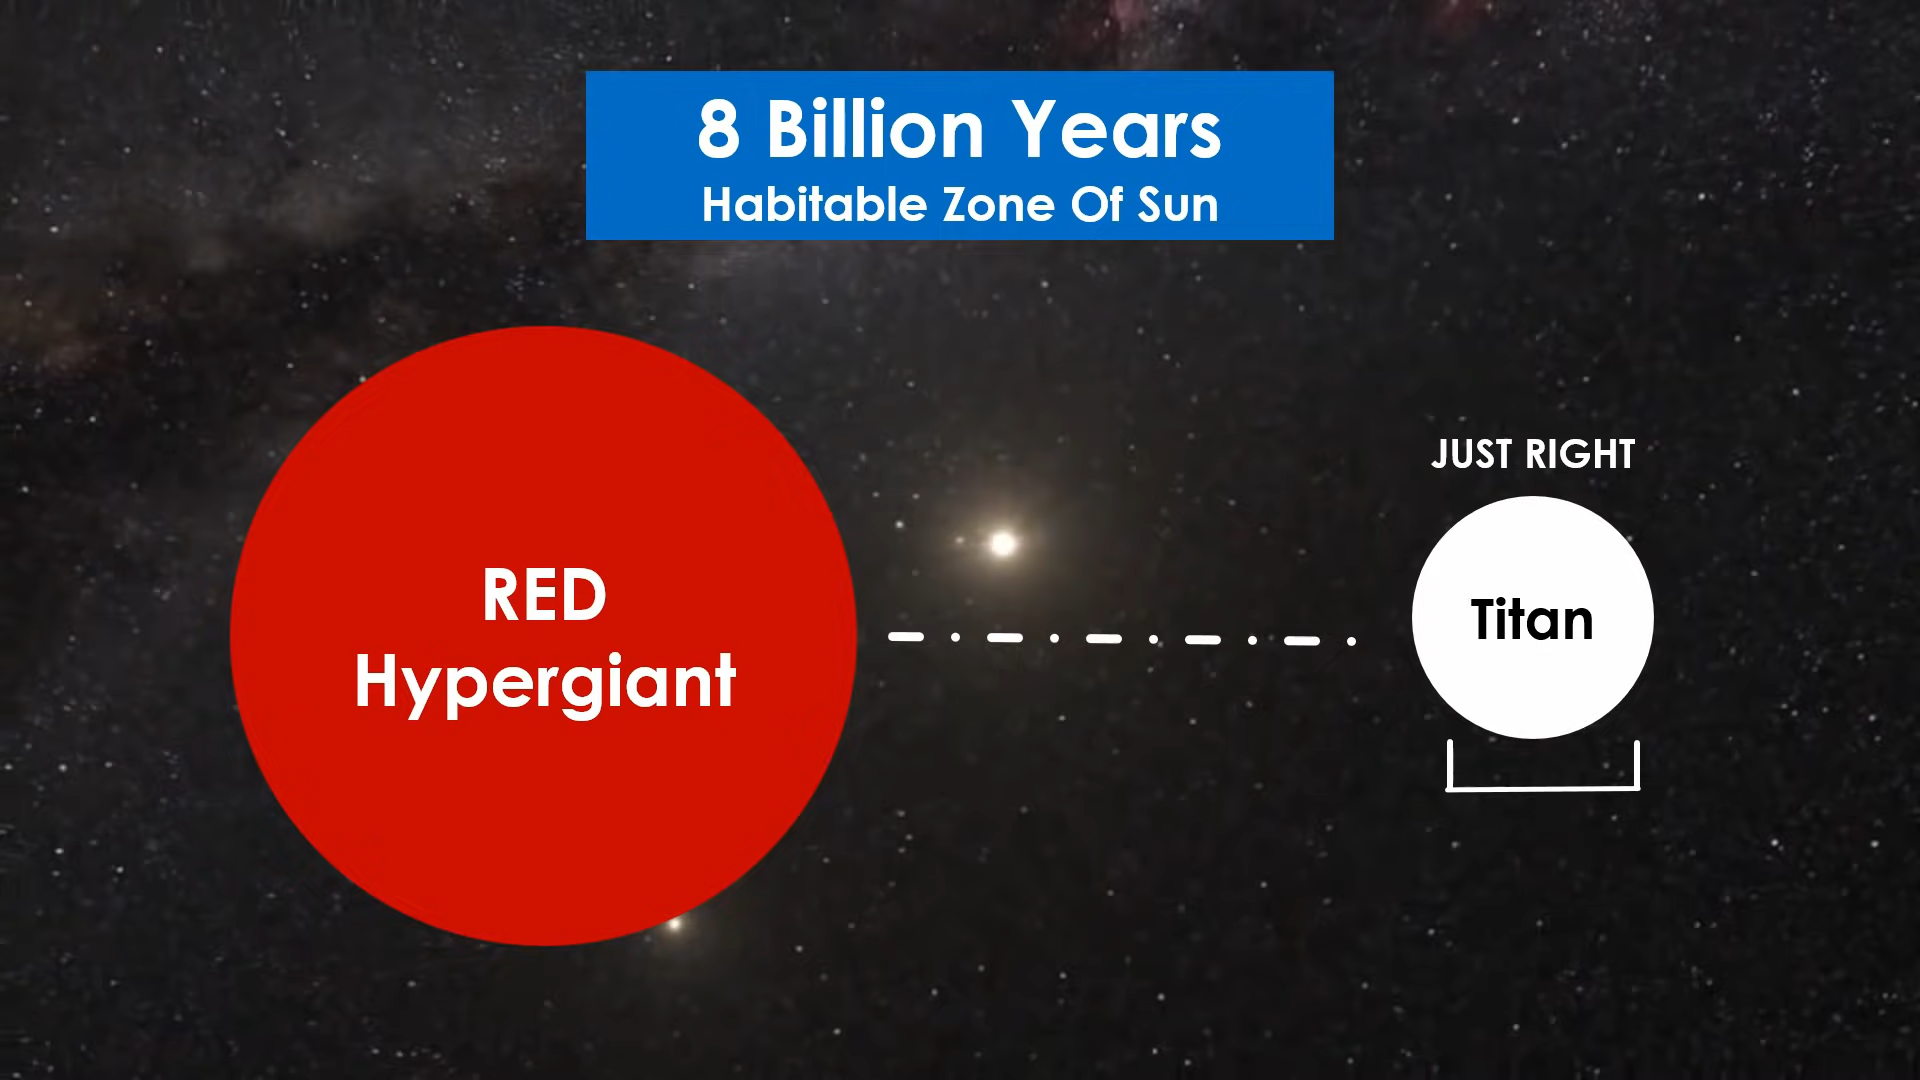 8 Billion Years
Habitable Zone Of Sun
JUST RIGHT
RED
Hypergiant
Titan